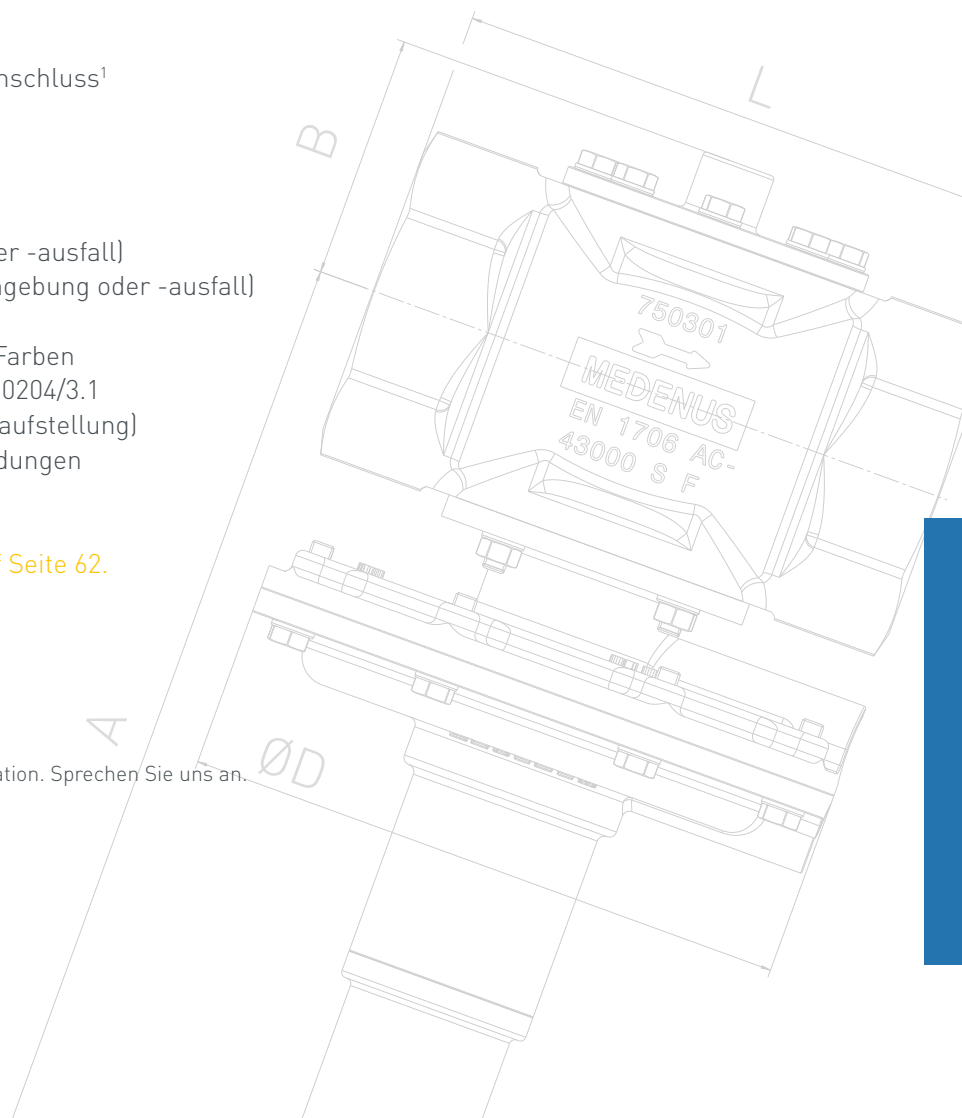 nschluss¹
er -ausfall)
ngebung oder -ausfall)
Farben
0204/3.1
aufstellung)
dungen
Seite 62.
ation. Sprechen Sie uns an.
L
B
750301
MEDENUS
EN 1706 AC-
43000 S F
A
ØD